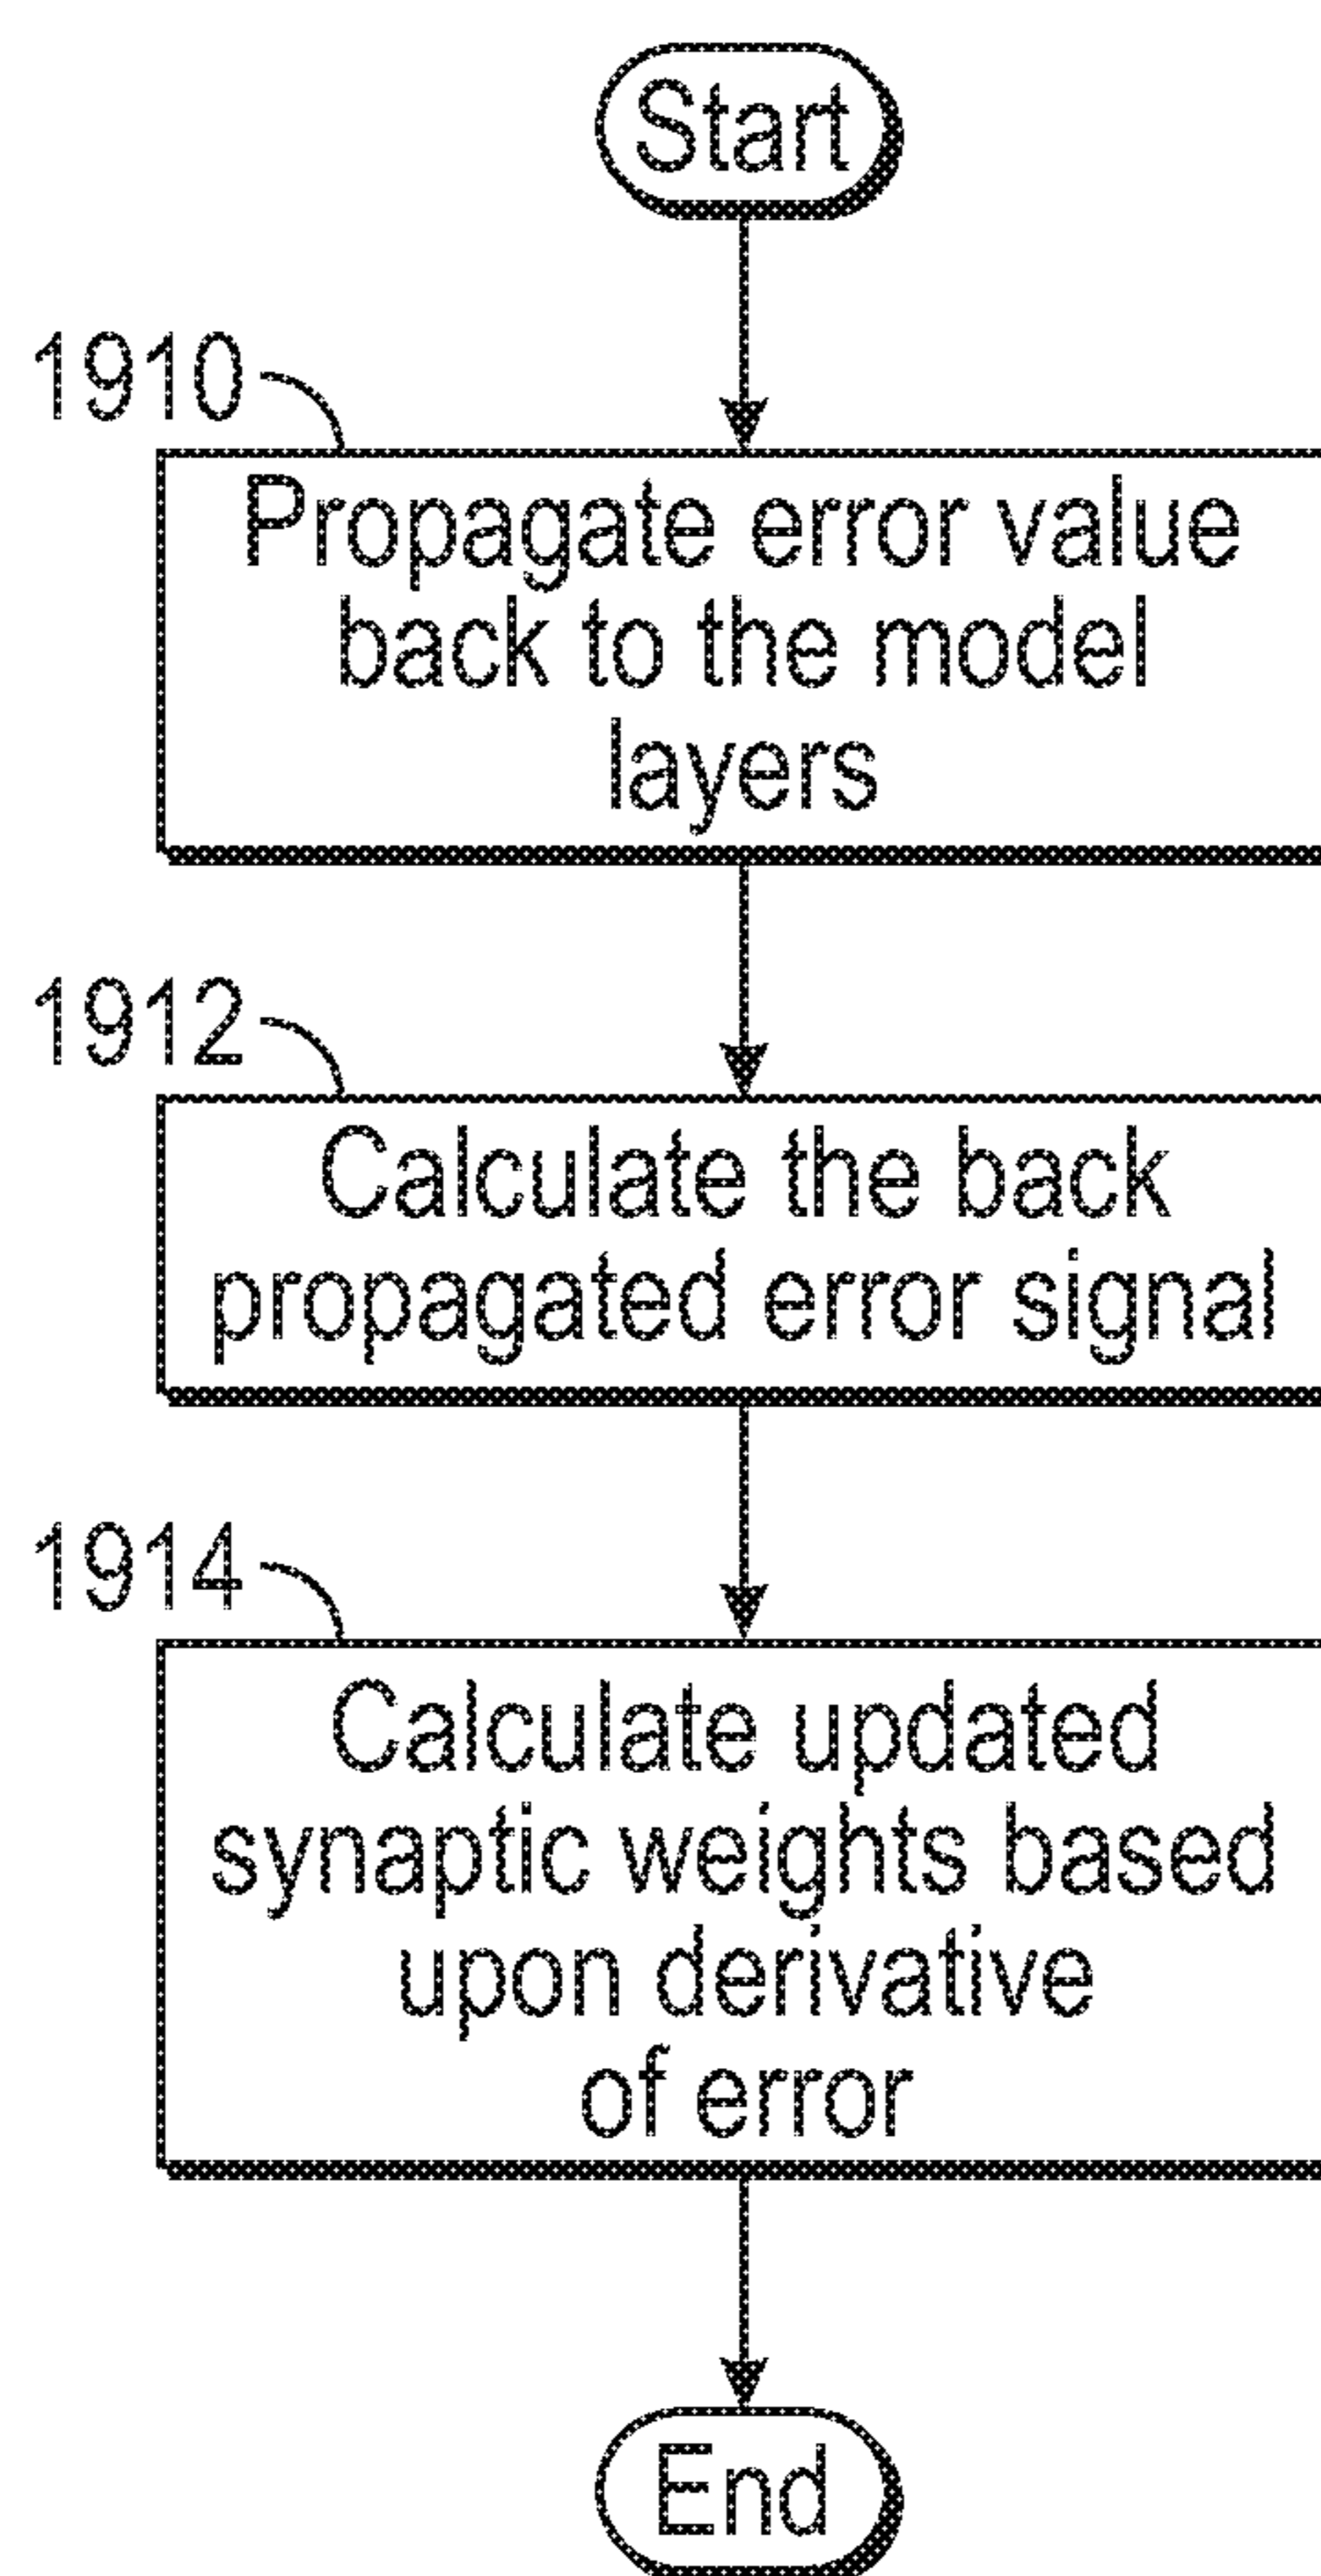 Start
1910
Propagate error value
back to the model
layers
1912
Calculate the back
propagated error signal
1914
Calculate updated
synaptic weights based
upon derivative
of error
End